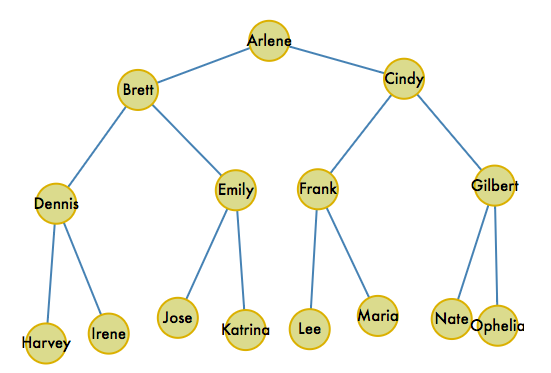 Arlene
Brett
Cindy
Dennis
Emily
Frank
Gilbert
Harvey
Irene
Jose
Katrina
Lee
Maria
Nate
Ophelia